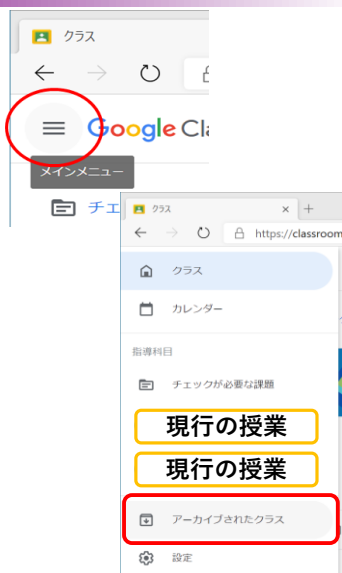 クラス
Google Cla
メインメニュー
チェ
クラス
https://classroom
クラス
カレンダー
指導科目
チェックが必要な課題
現行の授業
現行の授業
アーカイブされたクラス
設定